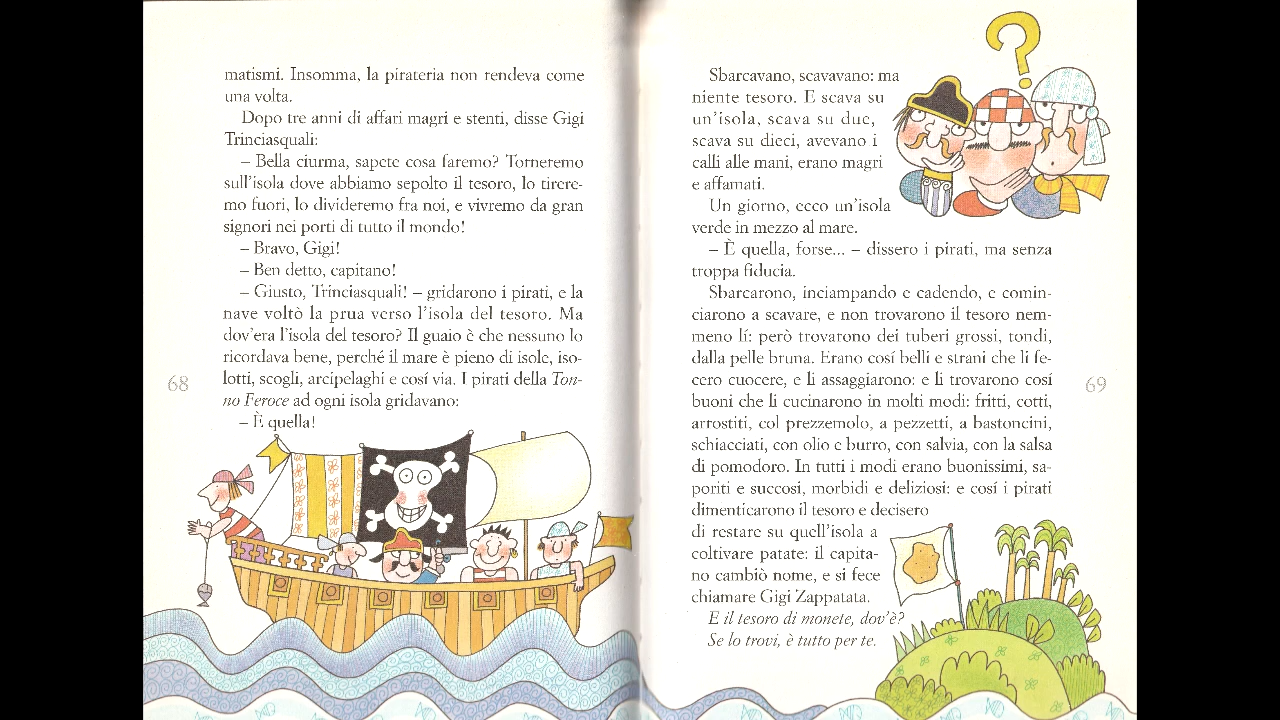 matismi. Insomma, la pirateria non rendeva come
una volta.
Dopo tre anni di affari magri e stenti, disse Gigi
Trinciasquali:
– Bella ciurma, sapete cosa faremo? Torneremo
sull'isola dove abbiamo sepolto il tesoro, lo tirere-
mo fuori, lo divideremo fra noi, e vivremo da gran
signori nei porti di tutto il mondo!
– Bravo, Gigi!
– Ben detto, capitano!
– Giusto, Trinciasquali! – gridarono i pirati, e la
nave voltò la prua verso l'isola del tesoro. Ma
dov'era l'isola del tesoro? Il guaio è che nessuno lo
ricordava bene, perché il mare è pieno di isole, iso-
lotti, scogli, arcipelaghi e cosí via. I pirati della Ton-
no Feroce ad ogni isola gridavano:
– È quella!
68
Sbarcavano, scavavano: ma
niente tesoro. E scava su
un'isola, scava su due,
scava su dieci, avevano i
calli alle mani, erano magri
e affamati.
Un giorno, ecco un'isola
verde in mezzo al mare.
– È quella, forse... – dissero i pirati, ma senza
troppa fiducia.
Sbarcarono, inciampando e cadendo, e comin-
ciarono a scavare, e non trovarono il tesoro nem-
meno lí: però trovarono dei tuberi grossi, tondi,
dalla pelle bruna. Erano cosí belli e strani che li fe-
cero cuocere, e li assaggiarono: e li trovarono cosí
buoni che li cucinarono in molti modi: fritti, cotti,
arrostiti, col prezzemolo, a pezzetti, a bastoncini,
schiacciati, con olio e burro, con salvia, con la salsa
di pomodoro. In tutti i modi erano buonissimi, sa-
poriti e succosi, morbidi e deliziosi: e cosí i pirati
dimenticarono il tesoro e decisero
di restare su quell'isola a
coltivare patate: il capita-
no cambiò nome, e si fece
chiamare Gigi Zappatata.
E il tesoro di monete, dov'è?
Se lo trovi, è tutto per te.
69
?